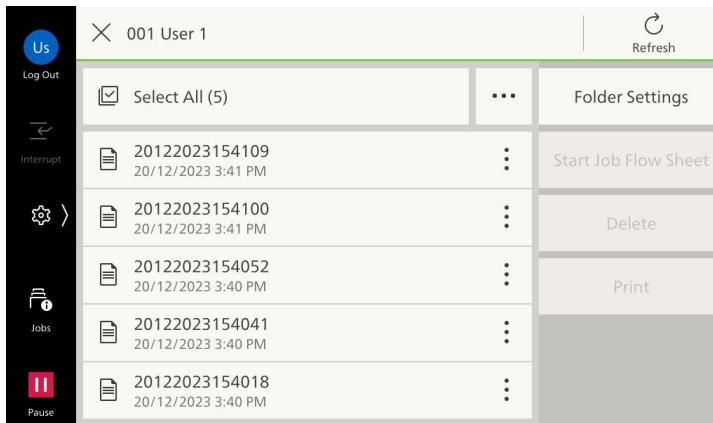 Us
Log Out
Interrupt
Jobs
Pause
001 User 1
Refresh
Select All (5)
20122023154109
20/12/2023 3:41 PM
20122023154100
20/12/2023 3:41 PM
20122023154052
20/12/2023 3:40 PM
20122023154041
20/12/2023 3:40 PM
20122023154018
20/12/2023 3:40 PM
Folder Settings
Start Job Flow Sheet
Delete
Print